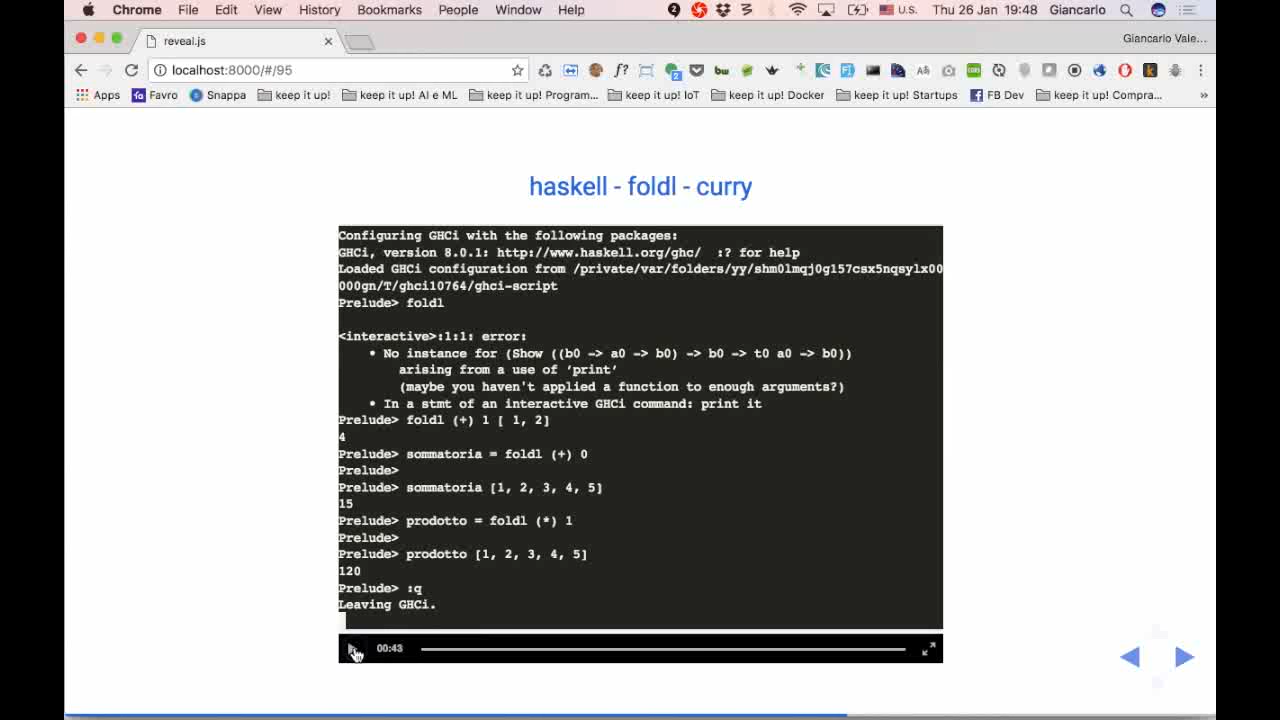 Chrome File Edit View History Bookmarks People Window Help 2 U.S. Thu 26 Jan 19:48 Giancarlo
reveal.js Giancarlo Vale...
localhost:8000/#/95 f? 2 bw
Apps Favro Snappa keep it up! keep it up! AI e ML keep it up! Program... keep it up! IoT keep it up! Docker keep it up! Startups FB Dev keep it up! Compra... »
haskell - foldl - curry
Configuring GHCi with the following packages:
GHCi, version 8.0.1: http://www.haskell.org/ghc/  :? for help
Loaded GHCi configuration from /private/var/folders/yy/shm0lmqj0g157csx5nqsylx00
000gn/T/ghci10764/ghci-script
Prelude> foldl
<interactive>:1:1: error:
• No instance for (Show ((b0 -> a0 -> b0) -> b0 -> t0 a0 -> b0))
arising from a use of ‘print’
(maybe you haven't applied a function to enough arguments?)
• In a stmt of an interactive GHCi command: print it
Prelude> foldl (+) 1 [ 1, 2]
4
Prelude> sommatoria = foldl (+) 0
Prelude>
Prelude> sommatoria [1, 2, 3, 4, 5]
15
Prelude> prodotto = foldl (*) 1
Prelude>
Prelude> prodotto [1, 2, 3, 4, 5]
120
Prelude> :q
Leaving GHCi.
00:43